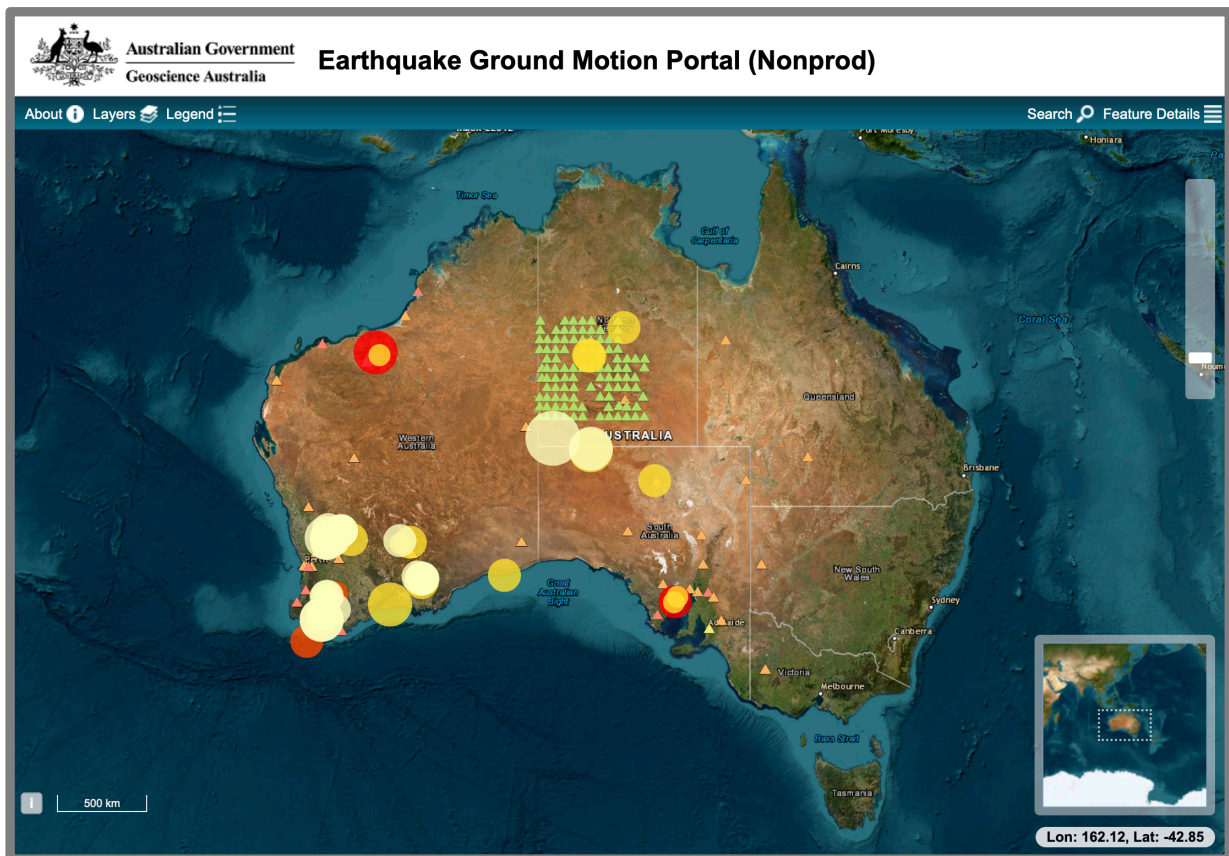 Australian Government
Geoscience Australia
Earthquake Ground Motion Portal (Nonprod)
About
Layers
Legend
Search
Feature Details
Port Moresby
Honiara
Timor Sea
Gulf of
Carpentaria
Cairns
Coral Sea
Queensland
Western
Australia
AUSTRALIA
Brisbane
South
Australia
New South
Wales
Great
Australian
Bight
Sydney
Adelaide
Canberra
Victoria
Melbourne
Bass Strait
Tasmania
i
500 km
Lon: 162.12, Lat: -42.85